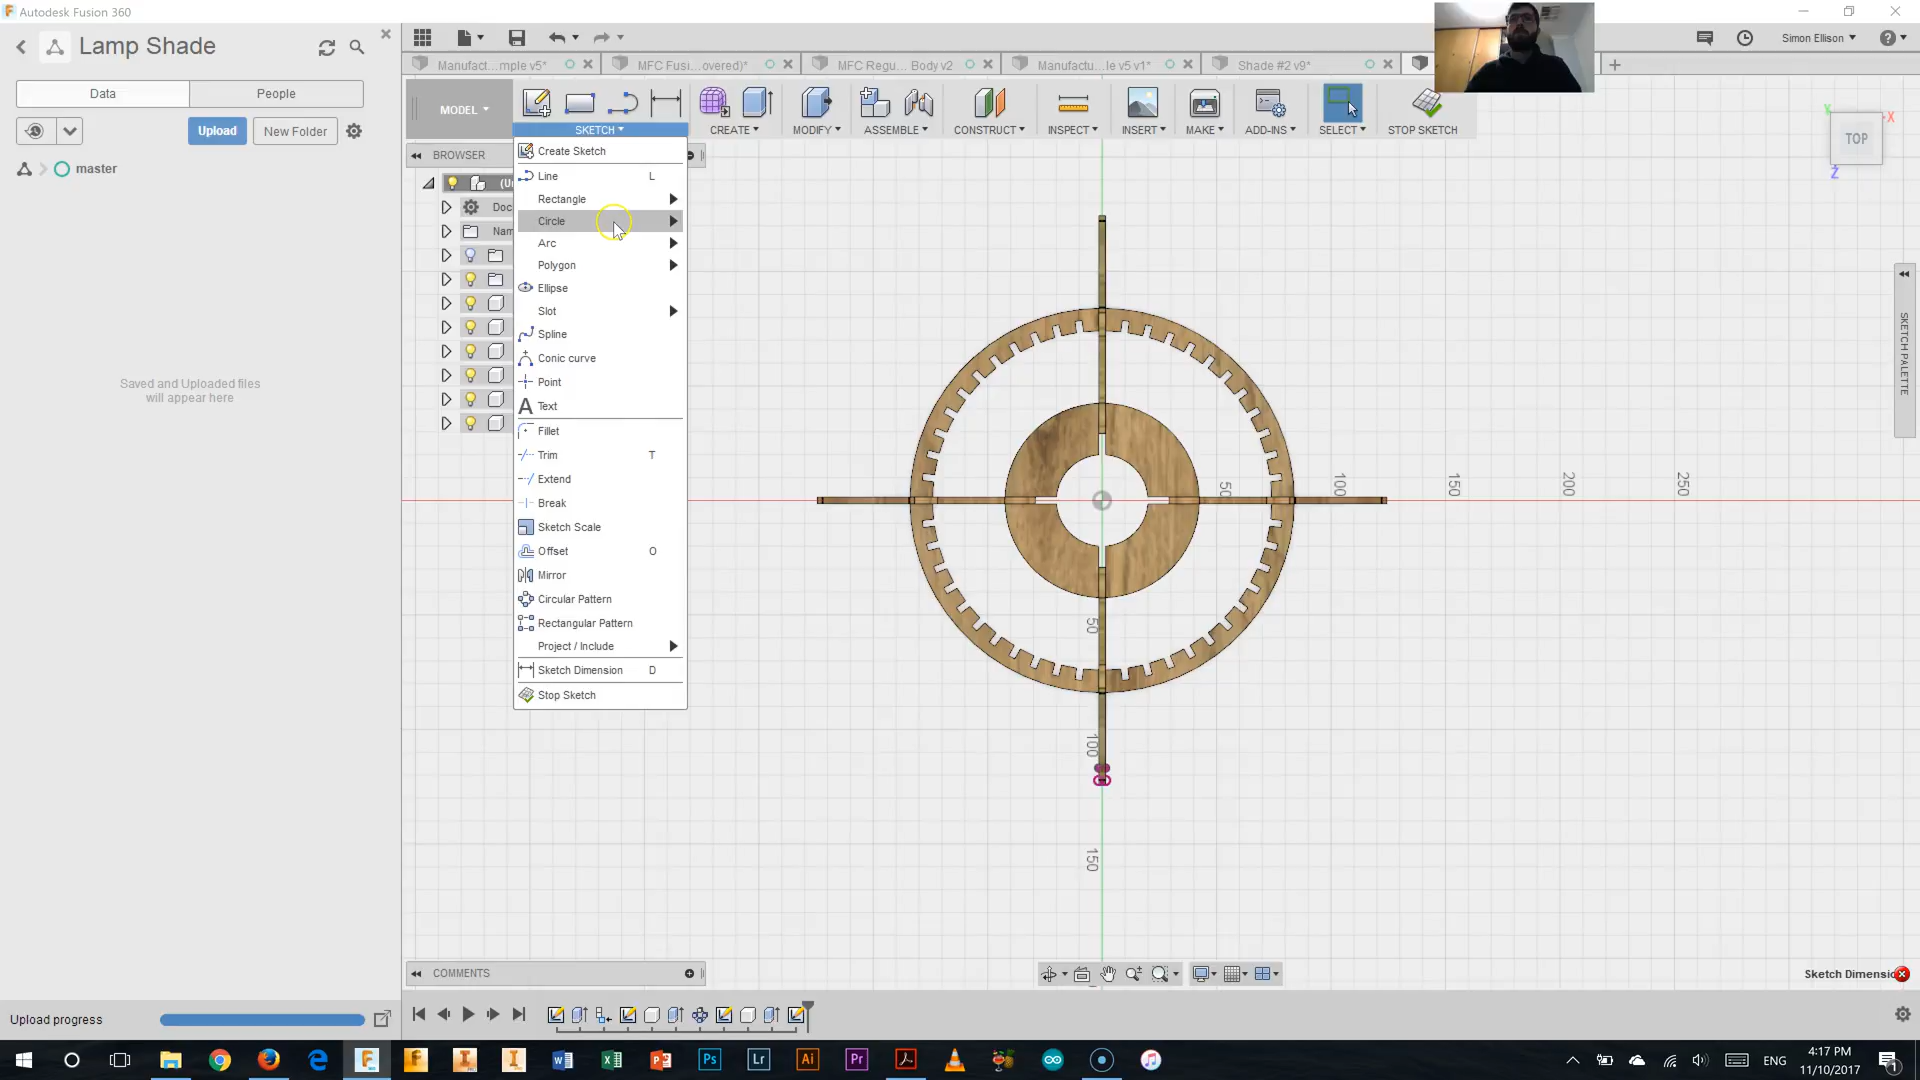 Autodesk Fusion 360
Lamp Shade
Data
People
Upload
New Folder
master
Saved and Uploaded files
will appear here
Upload progress
Simon Ellison
Manufact...mple v5*
MFC Fusi...overed)*
MFC Regu... Body v2
Manufactu...le v5 v1*
Shade #2 v9*
MODEL
SKETCH
CREATE
MODIFY
ASSEMBLE
CONSTRUCT
INSPECT
INSERT
MAKE
ADD-INS
SELECT
STOP SKETCH
BROWSER
(Un
Doc
Nam
Create Sketch
Line L
Rectangle
Circle
Arc
Polygon
Ellipse
Slot
Spline
Conic curve
Point
Text
Fillet
Trim T
Extend
Break
Sketch Scale
Offset O
Mirror
Circular Pattern
Rectangular Pattern
Project / Include
Sketch Dimension D
Stop Sketch
TOP
X
Z
SKETCH PALETTE
50
100
150
200
250
50
100
150
COMMENTS
Sketch Dimensio
ENG
4:17 PM
11/10/2017